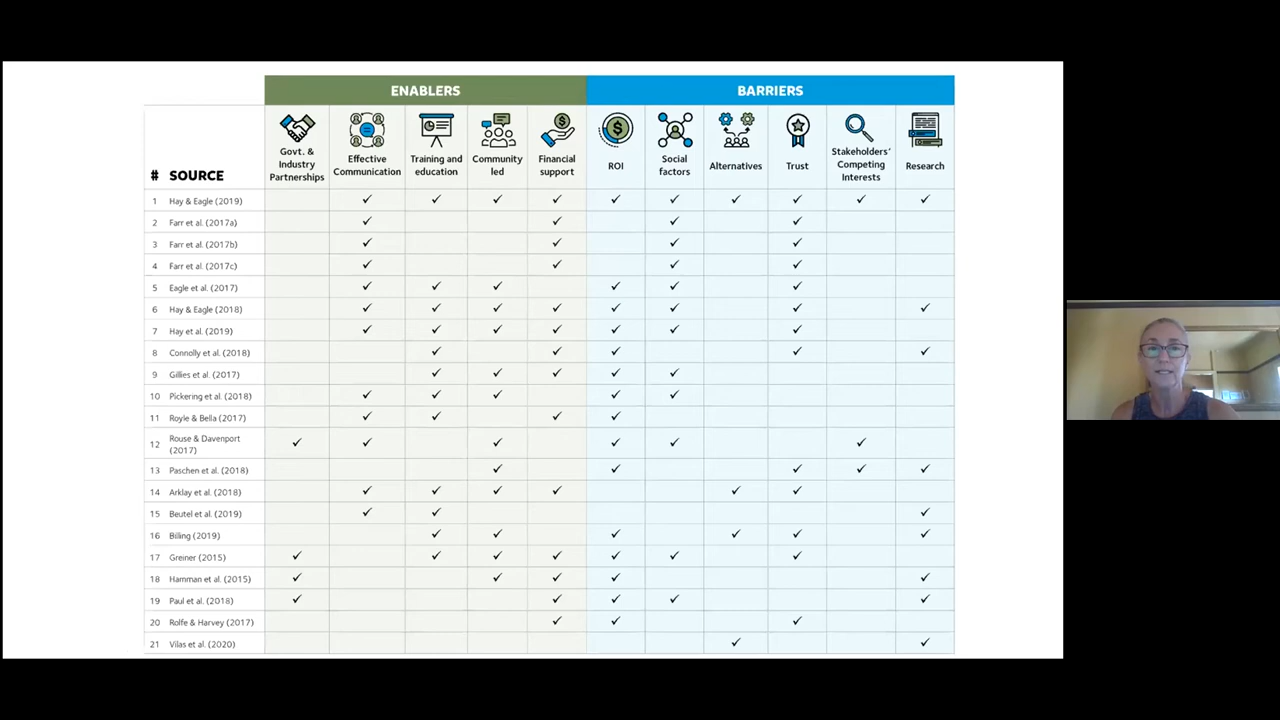 ENABLERS BARRIERS
# SOURCE Govt. & Industry Partnerships Effective Communication Training and education Community led Financial support ROI Social factors Alternatives Trust Stakeholders' Competing Interests Research
1 Hay & Eagle (2019) ✓ ✓ ✓ ✓ ✓ ✓ ✓ ✓ ✓ ✓
2 Farr et al. (2017a) ✓ ✓ ✓ ✓
3 Farr et al. (2017b) ✓ ✓ ✓ ✓
4 Farr et al. (2017c) ✓ ✓ ✓ ✓
5 Eagle et al. (2017) ✓ ✓ ✓ ✓ ✓ ✓
6 Hay & Eagle (2018) ✓ ✓ ✓ ✓ ✓ ✓ ✓ ✓
7 Hay et al. (2019) ✓ ✓ ✓ ✓ ✓ ✓ ✓
8 Connolly et al. (2018) ✓ ✓ ✓ ✓ ✓
9 Gillies et al. (2017) ✓ ✓ ✓ ✓ ✓
10 Pickering et al. (2018) ✓ ✓ ✓ ✓ ✓
11 Royle & Bella (2017) ✓ ✓ ✓ ✓
12 Rouse & Davenport (2017) ✓ ✓ ✓ ✓ ✓ ✓
13 Paschen et al. (2018) ✓ ✓ ✓ ✓ ✓
14 Arklay et al. (2018) ✓ ✓ ✓ ✓ ✓ ✓
15 Beutel et al. (2019) ✓ ✓ ✓
16 Billing (2019) ✓ ✓ ✓ ✓ ✓ ✓
17 Greiner (2015) ✓ ✓ ✓ ✓ ✓ ✓ ✓
18 Hamman et al. (2015) ✓ ✓ ✓ ✓ ✓
19 Paul et al. (2018) ✓ ✓ ✓ ✓ ✓
20 Rolfe & Harvey (2017) ✓ ✓ ✓
21 Vilas et al. (2020) ✓ ✓